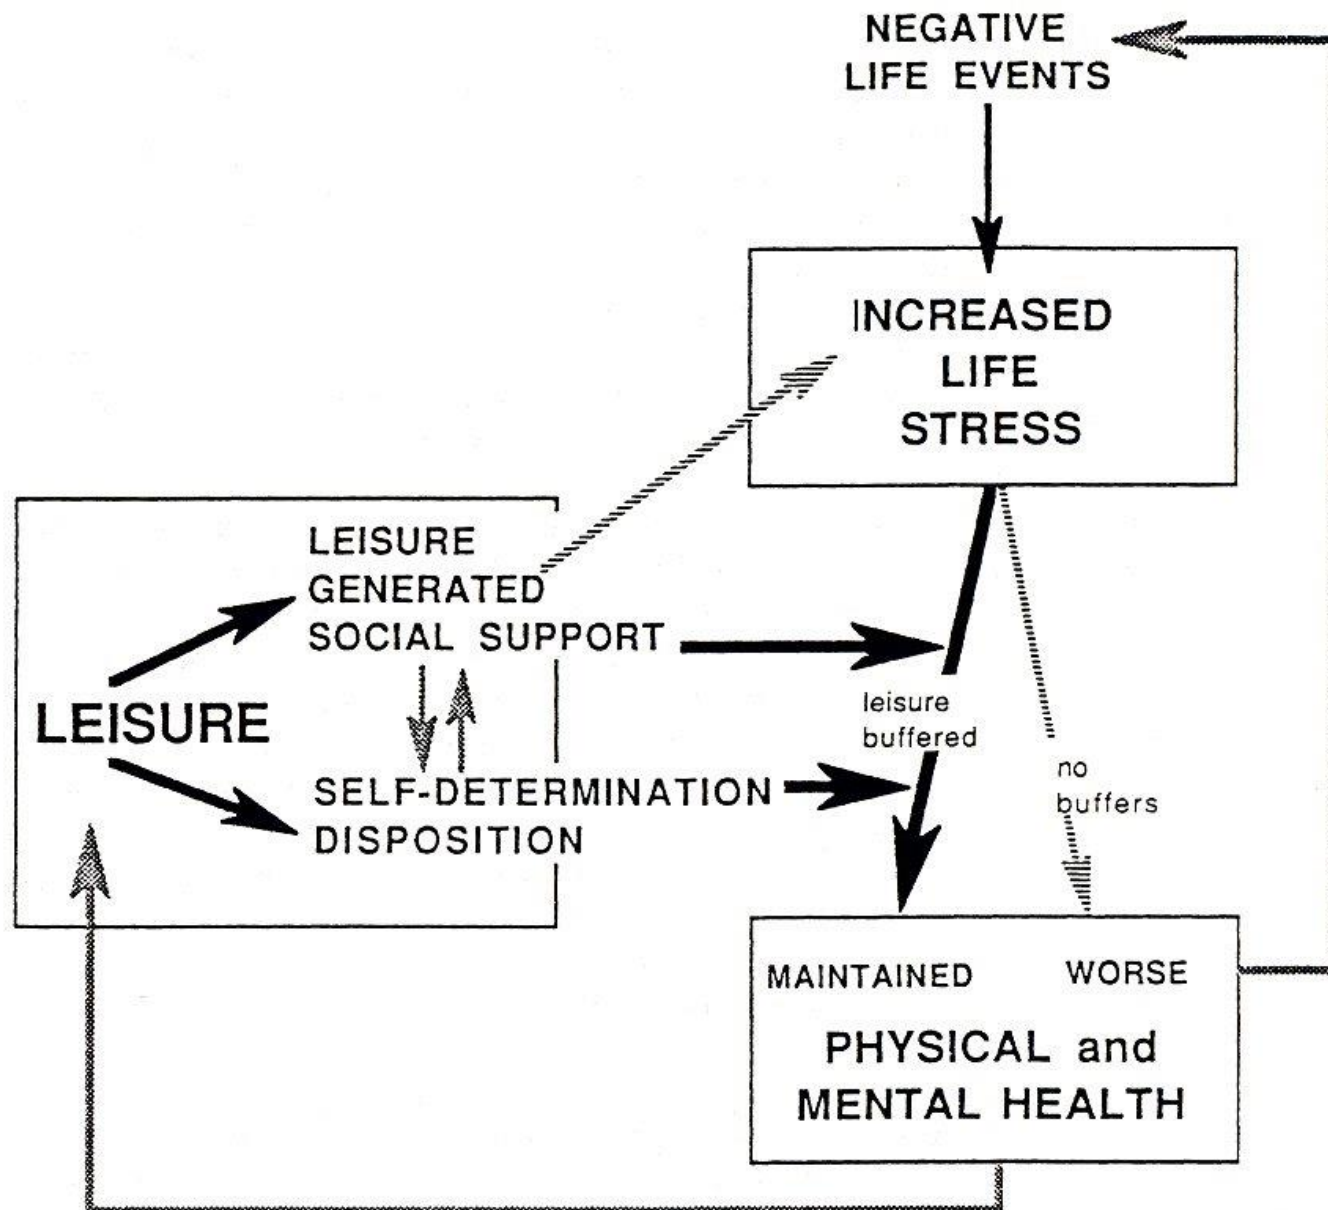 NEGATIVE
LIFE EVENTS
INCREASED
LIFE
STRESS
LEISURE
GENERATED
SOCIAL SUPPORT
LEISURE
SELF-DETERMINATION
DISPOSITION
leisure
buffered
no
buffers
MAINTAINED WORSE
PHYSICAL and
MENTAL HEALTH